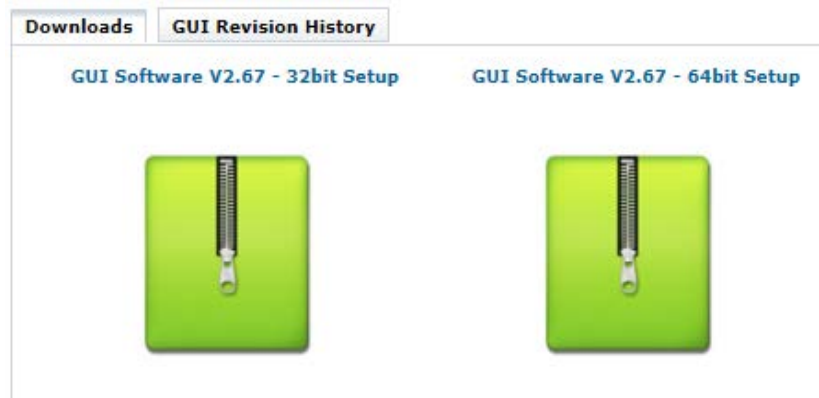 Downloads GUI Revision History
GUI Software V2.67 - 32bit Setup GUI Software V2.67 - 64bit Setup